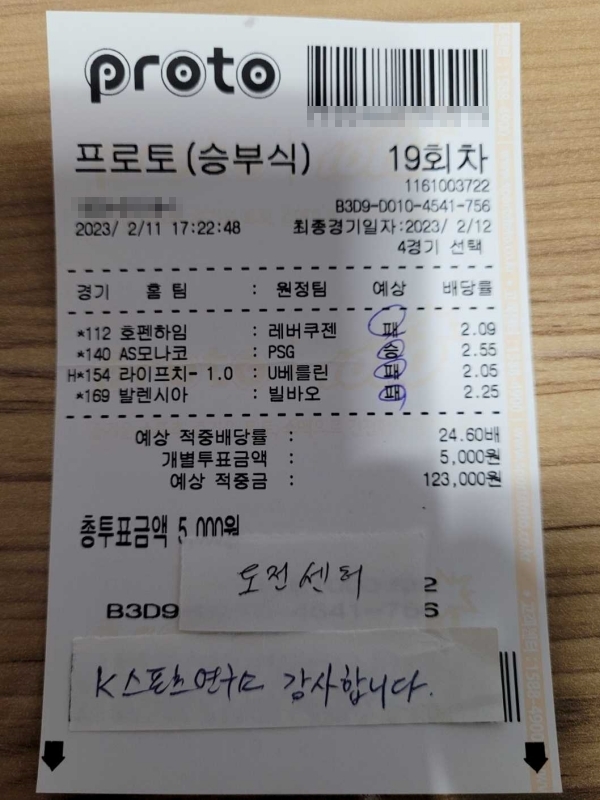 proto
프로토(승부식) 19회차
1161003722
B3D9-D010-4541-756
2023/ 2/11 17:22:48 최종경기일자:2023/ 2/12
4경기 선택
경기 홈 팀 : 원정팀 예상 배당률
*112 호펜하임 : 레버쿠젠 패 2.09
*140 AS모나코 : PSG 승 2.55
H*154 라이프치- 1.0 : U베를린 패 2.05
*169 발렌시아 : 빌바오 패 2.25
예상 적중배당률 : 24.60배
개별투표금액 : 5,000원
예상 적중금 : 123,000원
총투표금액 5,000원
도전센터
2
B3D9
6
K스포츠연구소 감사합니다.